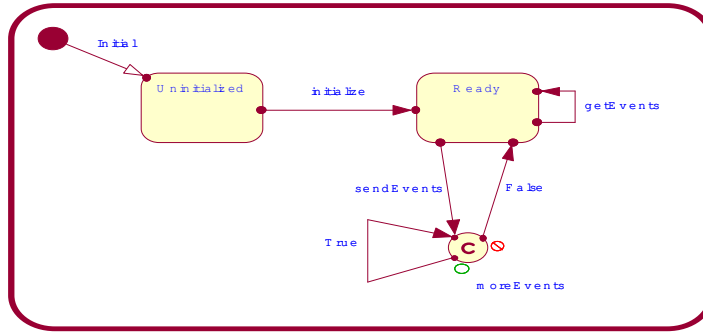 Initial
Uninitialized
initialize
Ready
getEvents
sendEvents
False
True
C
moreEvents